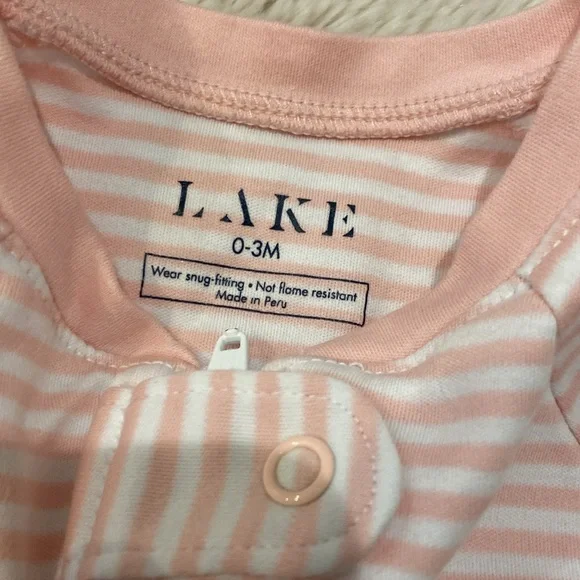 LAKE
0-3M
Wear snug-fitting • Not flame resistant
Made in Peru